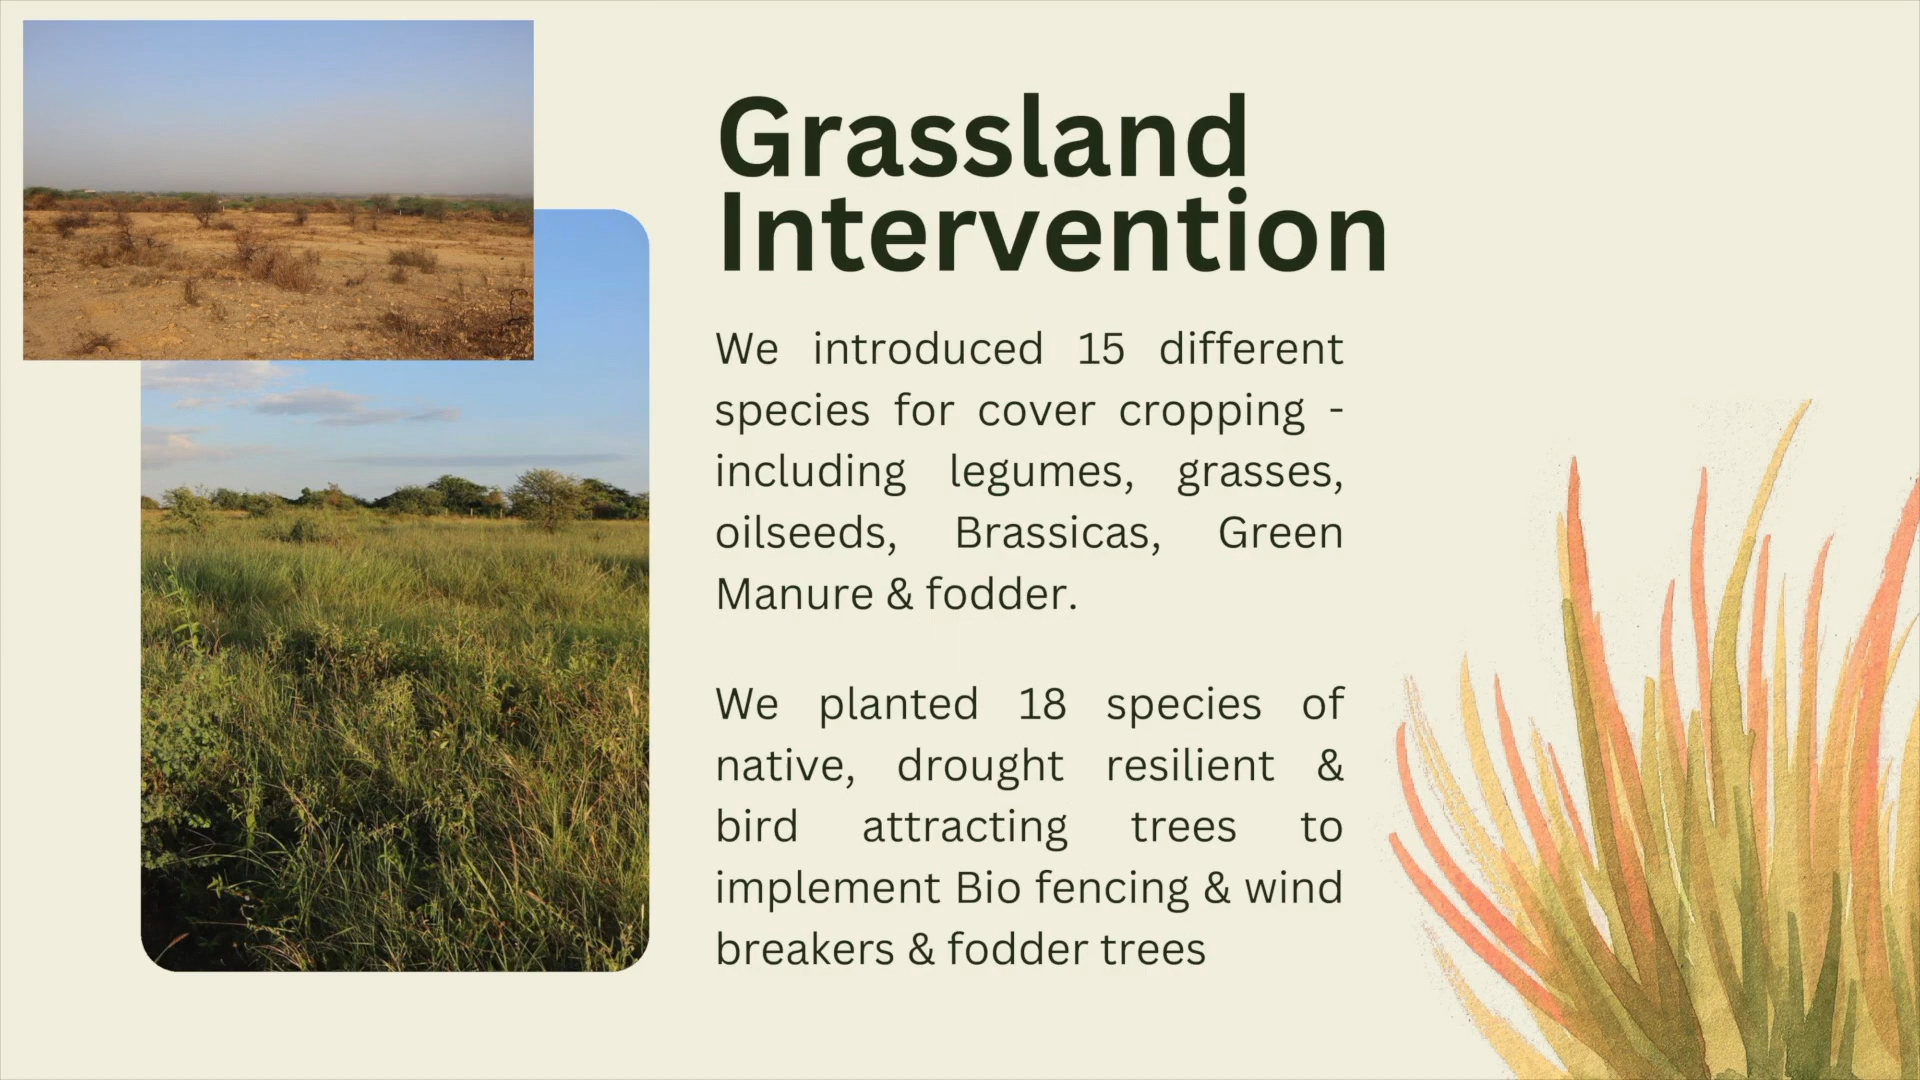 Grassland
Intervention
We introduced 15 different
species for cover cropping -
including legumes, grasses,
oilseeds, Brassicas, Green
Manure & fodder.
We planted 18 species of
native, drought resilient &
bird attracting trees to
implement Bio fencing & wind
breakers & fodder trees